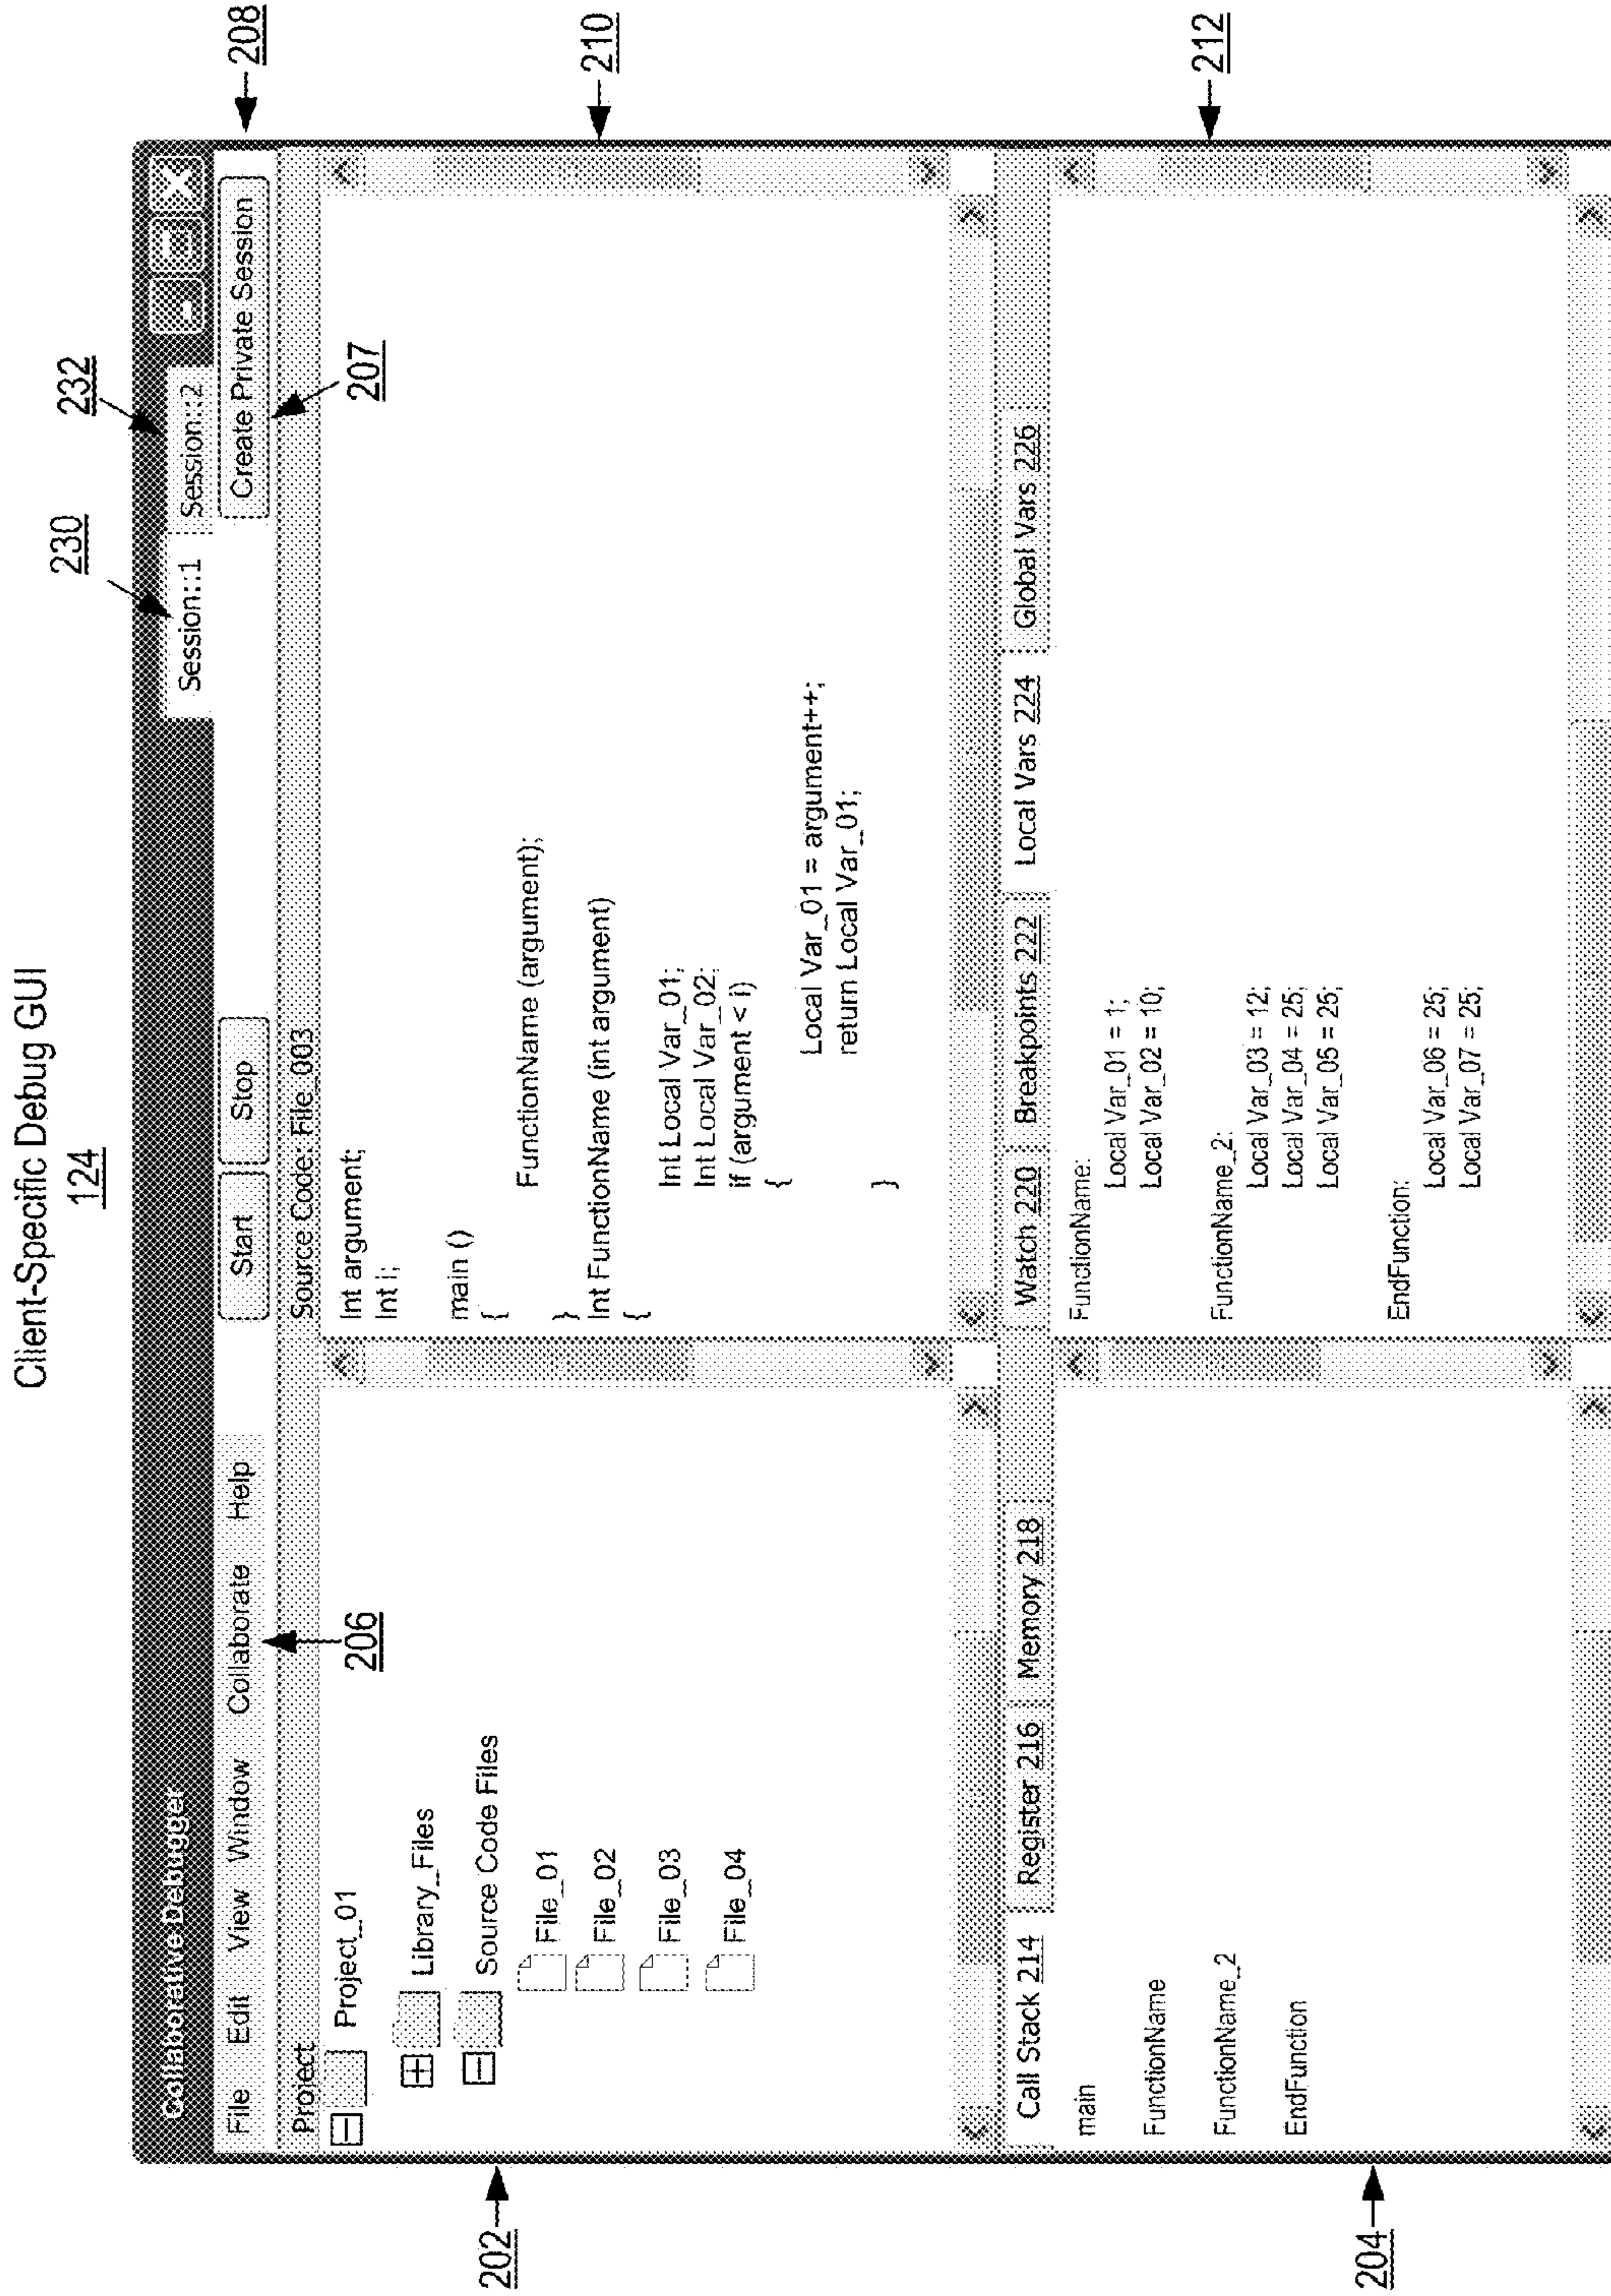 Client-Specific Debug GUI
124
230
232
Collaborative Debugger
Session::1
Session::2
File Edit View Window Collaborate Help
Start
Stop
Create Private Session
208
206
207
Project
Source Code: File_003
202
Project_01
Library_Files
Source Code Files
File_01
File_02
File_03
File_04
Int argument;
Int i;
main ()
{
FunctionName (argument);
}
Int FunctionName (int argument)
{
Int Local Var_01;
Int Local Var_02;
if (argument < i)
{
Local Var_01 = argument++;
return Local Var_01;
}
210
Call Stack 214
Register 216
Memory 218
Watch 220
Breakpoints 222
Local Vars 224
Global Vars 226
204
main
FunctionName
FunctionName_2
EndFunction
FunctionName:
Local Var_01 = 1;
Local Var_02 = 10;
FunctionName_2:
Local Var_03 = 12;
Local Var_04 = 25;
Local Var_05 = 25;
EndFunction:
Local Var_06 = 25;
Local Var_07 = 25;
212